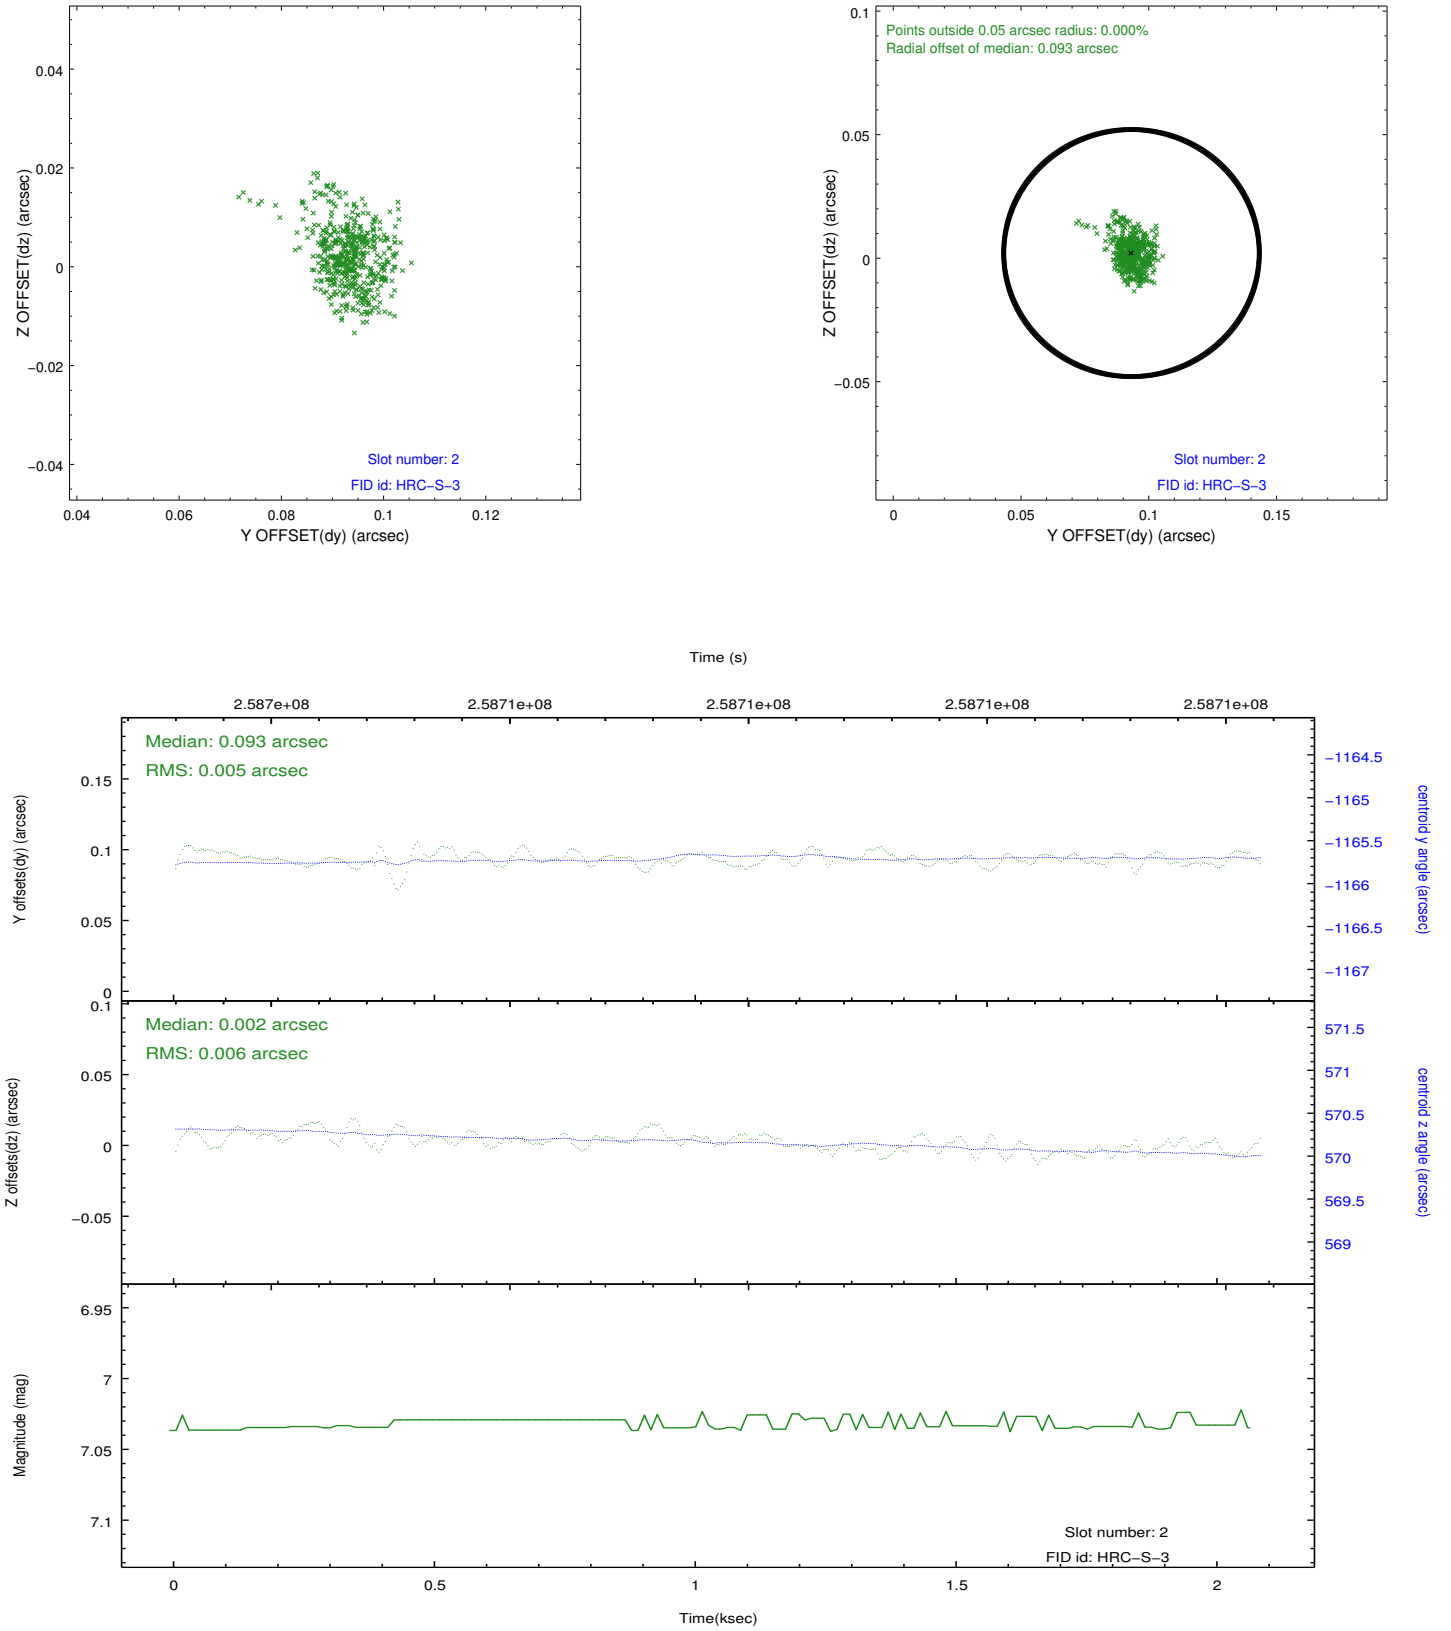 0.04
0.02
0
−0.02
−0.04
Z OFFSET(dz) (arcsec)
Slot number: 2
FID id: HRC−S−3
0.04
0.06
0.08
0.1
0.12
Y OFFSET(dy) (arcsec)
Points outside 0.05 arcsec radius: 0.000%
Radial offset of median: 0.093 arcsec
0.1
0.05
0
−0.05
Z OFFSET(dz) (arcsec)
Slot number: 2
FID id: HRC−S−3
0
0.05
0.1
0.15
Y OFFSET(dy) (arcsec)
Time (s)
2.587e+08
2.5871e+08
2.5871e+08
2.5871e+08
2.5871e+08
Median: 0.093 arcsec
RMS: 0.005 arcsec
0.15
0.1
0.05
0
Y offsets(dy) (arcsec)
−1164.5
−1165
−1165.5
−1166
−1166.5
−1167
centroid y angle (arcsec)
Median: 0.002 arcsec
RMS: 0.006 arcsec
0.1
0.05
0
−0.05
Z offsets(dz) (arcsec)
571.5
571
570.5
570
569.5
569
centroid z angle (arcsec)
6.95
7
7.05
7.1
Magnitude (mag)
Slot number: 2
FID id: HRC−S−3
0
0.5
1
1.5
2
Time(ksec)